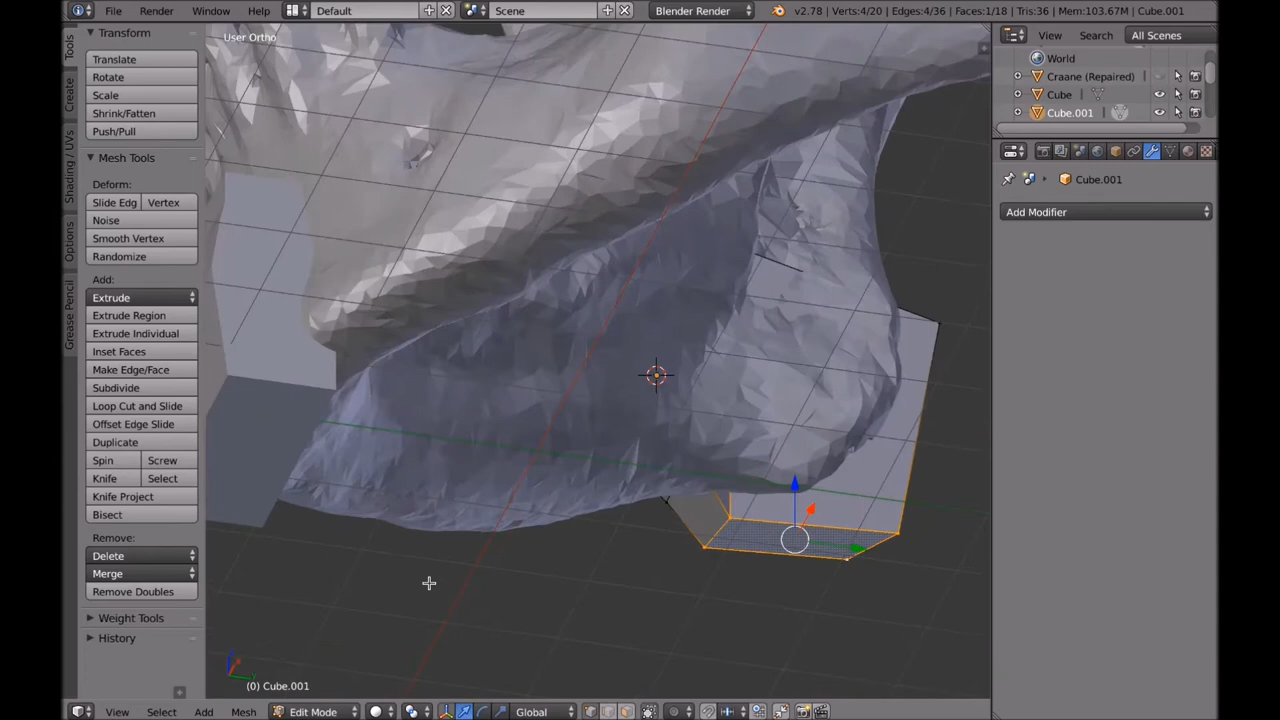 File Render Window Help Default Scene Blender Render v2.78 | Verts:4/20 | Edges:4/36 | Faces:1/18 | Tris:36 | Mem:103.67M | Cube.001
Tools
Create
Shading / UVs
Options
Grease Pencil
Transform
Translate
Rotate
Scale
Shrink/Fatten
Push/Pull
Mesh Tools
Deform:
Slide Edg Vertex
Noise
Smooth Vertex
Randomize
Add:
Extrude
Extrude Region
Extrude Individual
Inset Faces
Make Edge/Face
Subdivide
Loop Cut and Slide
Offset Edge Slide
Duplicate
Spin Screw
Knife Select
Knife Project
Bisect
Remove:
Delete
Merge
Remove Doubles
Weight Tools
History
User Ortho
(0) Cube.001
View Search All Scenes
World
Craane (Repaired)
Cube
Cube.001
Cube.001
Add Modifier
View Select Add Mesh Edit Mode Global